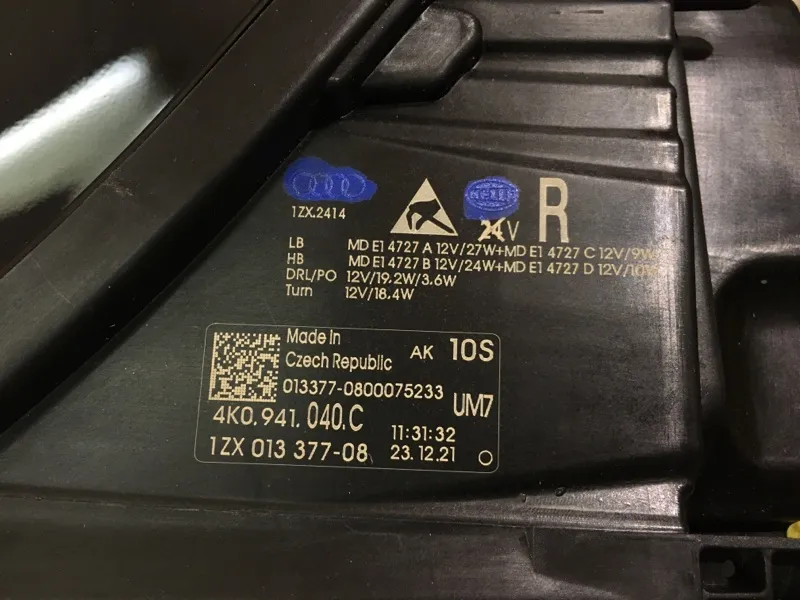 HELLA
1ZX.2414
24V
R
LB MD E1 4727 A 12V/27W+MD E1 4727 C 12V/9W
HB MD E1 4727 B 12V/24W+MD E1 4727 D 12V/10W
DRL/PO 12V/19,2W/3,6W
Turn 12V/18,4W
Made in
Czech Republic
AK 10S
013377-0800075233
UM7
4K0.941.040.C
11:31:32
1ZX 013 377-08
23.12.21